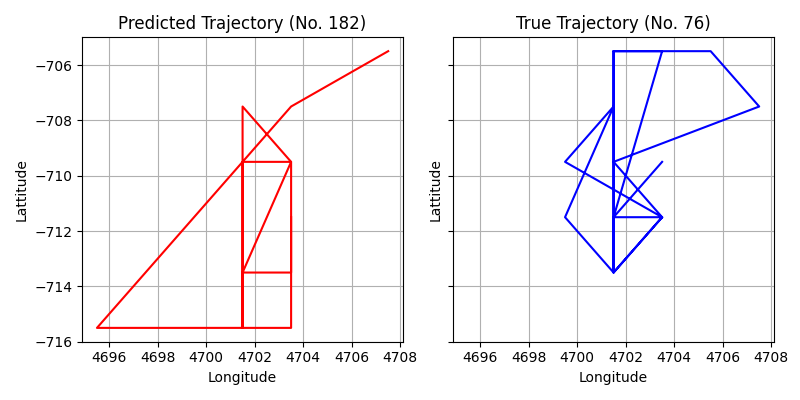 Predicted Trajectory (No. 182)
True Trajectory (No. 76)
−706
−708
−710
−712
−714
−716
Lattitude
Lattitude
4696 4698 4700 4702 4704 4706 4708
4696 4698 4700 4702 4704 4706 4708
Longitude
Longitude